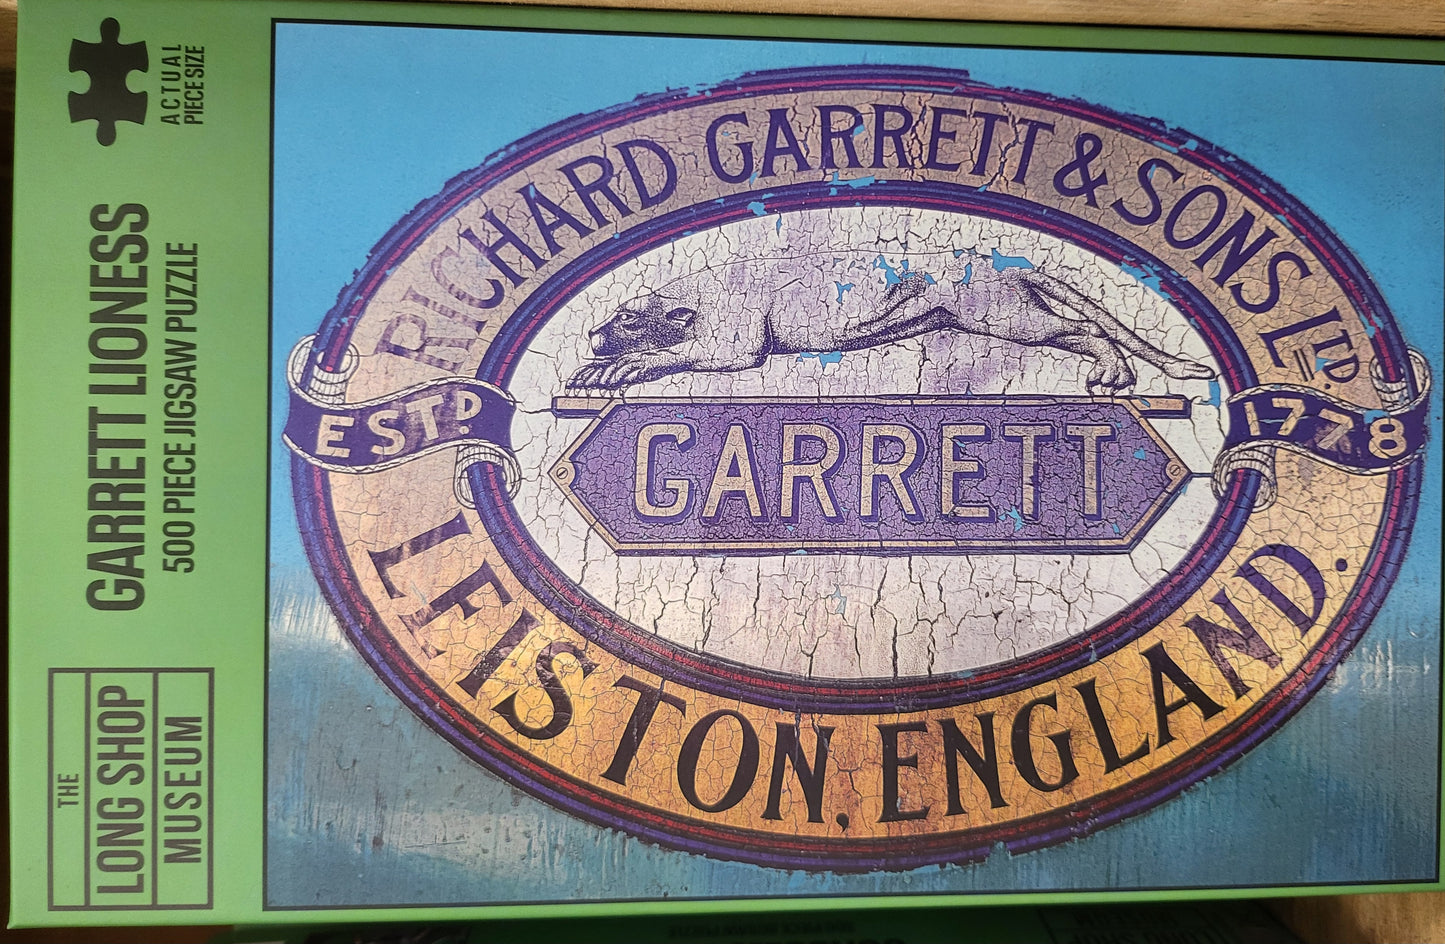 THE
LONG SHOP
MUSEUM
GARRETT LIONESS
500 PIECE JIGSAW PUZZLE
ACTUAL
PIECE SIZE
RICHARD GARRETT & SONS LTD.
ESTD.
1778
GARRETT
LEISTON, ENGLAND.